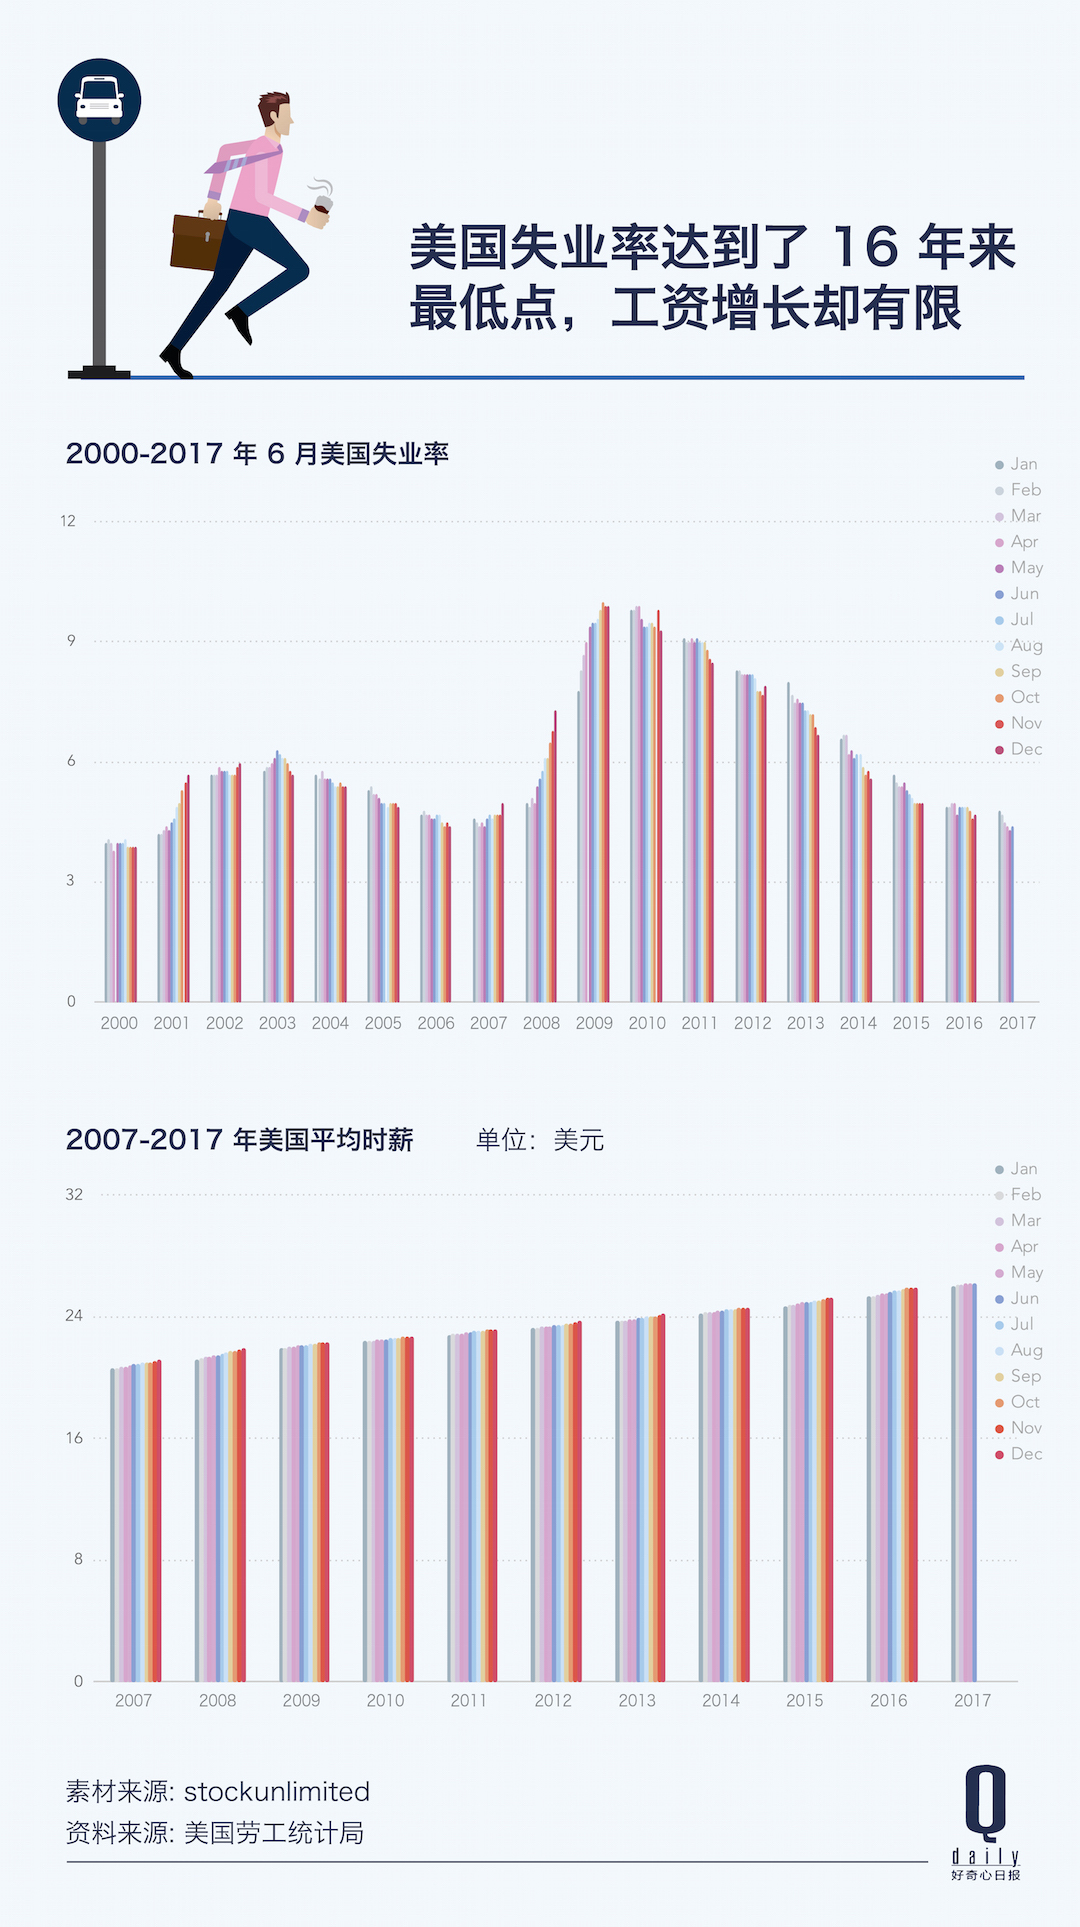 美国失业率达到了 16 年来
最低点，工资增长却有限
2000-2017 年 6 月美国失业率
Jan
Feb
Mar
Apr
May
Jun
Jul
Aug
Sep
Oct
Nov
Dec
12
9
6
3
0
2000 2001 2002 2003 2004 2005 2006 2007 2008 2009 2010 2011 2012 2013 2014 2015 2016 2017
2007-2017 年美国平均时薪 单位：美元
Jan
Feb
Mar
Apr
May
Jun
Jul
Aug
Sep
Oct
Nov
Dec
32
24
16
8
0
2007 2008 2009 2010 2011 2012 2013 2014 2015 2016 2017
素材来源: stockunlimited
资料来源: 美国劳工统计局
Q
daily
好奇心日报